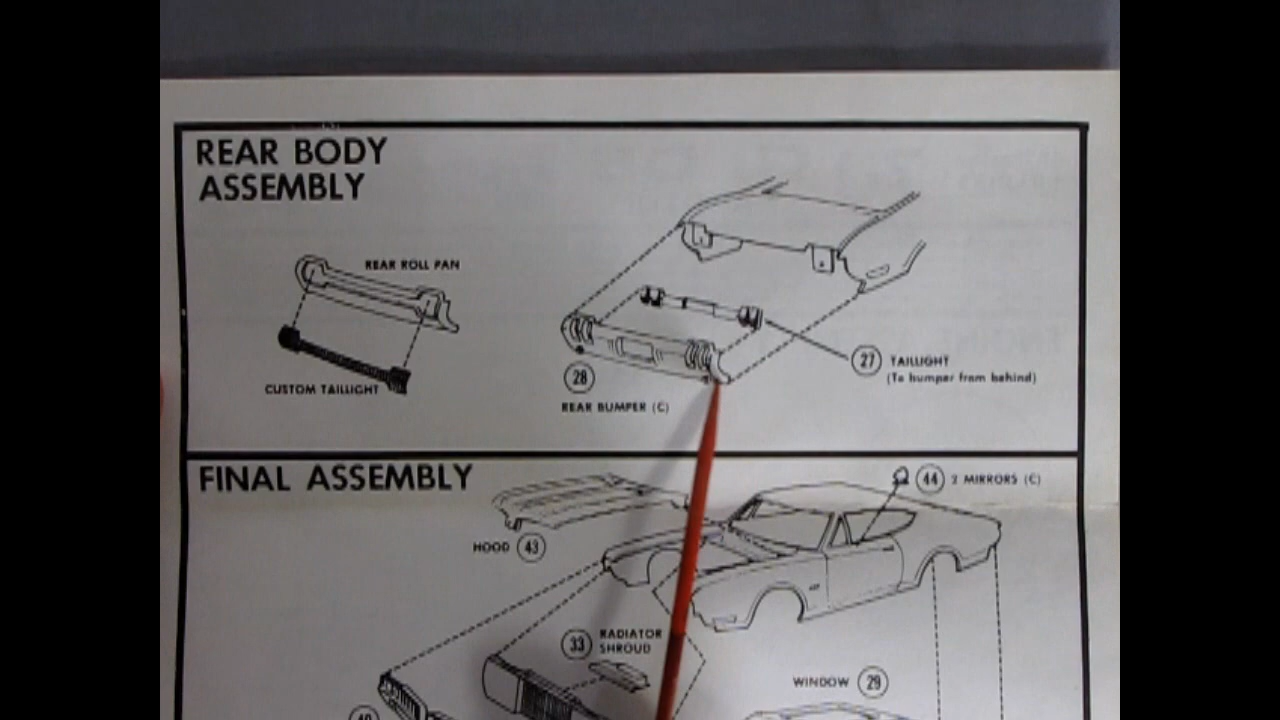 REAR BODY
ASSEMBLY
REAR ROLL PAN
CUSTOM TAILLIGHT
28
REAR BUMPER (C)
27 TAILLIGHT
(To bumper from behind)
FINAL ASSEMBLY
44 2 MIRRORS (C)
HOOD 43
33 RADIATOR
SHROUD
WINDOW 29